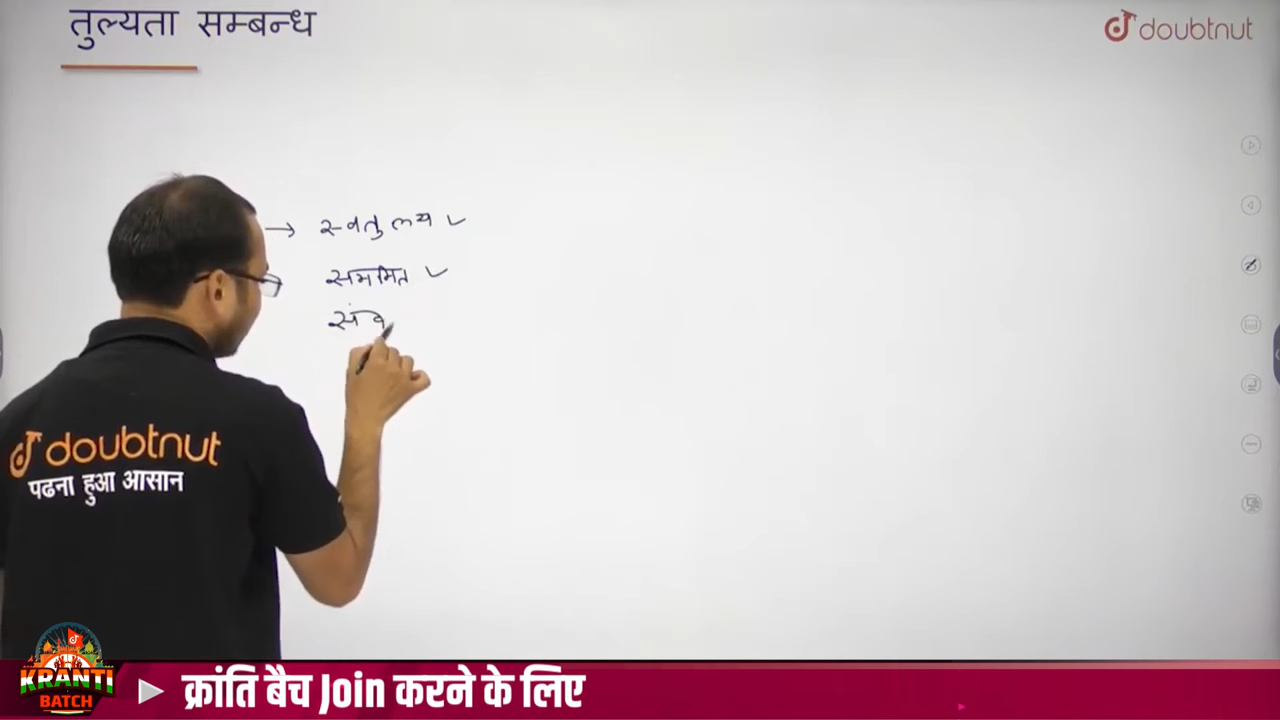 तुल्यता सम्बन्ध
doubtnut
→ स्वतुल्य ✓
सममित ✓
संव
doubtnut
पढना हुआ आसान
KRANTI
BATCH
क्रांति बैच Join करने के लिए